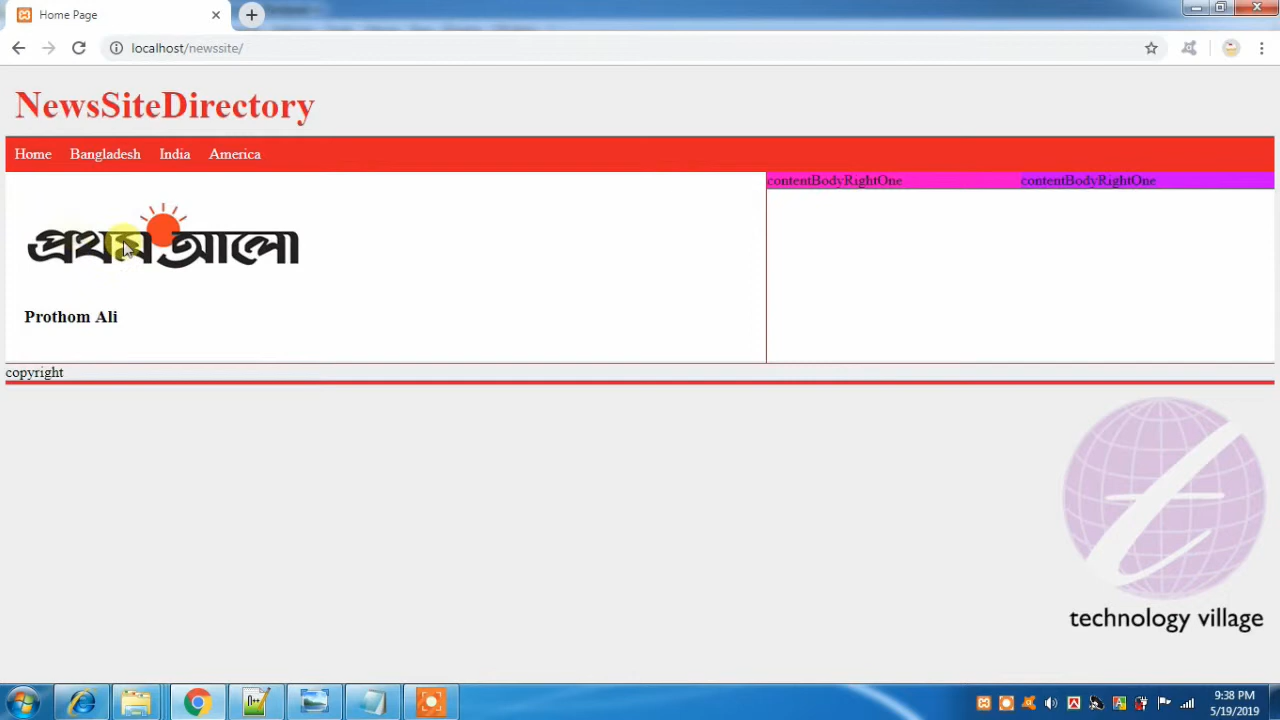 Home Page
localhost/newssite/
NewsSiteDirectory
Home Bangladesh India America
contentBodyRightOne contentBodyRightOne
প্রথম আলো
Prothom Ali
copyright
technology village
9:38 PM
5/19/2019